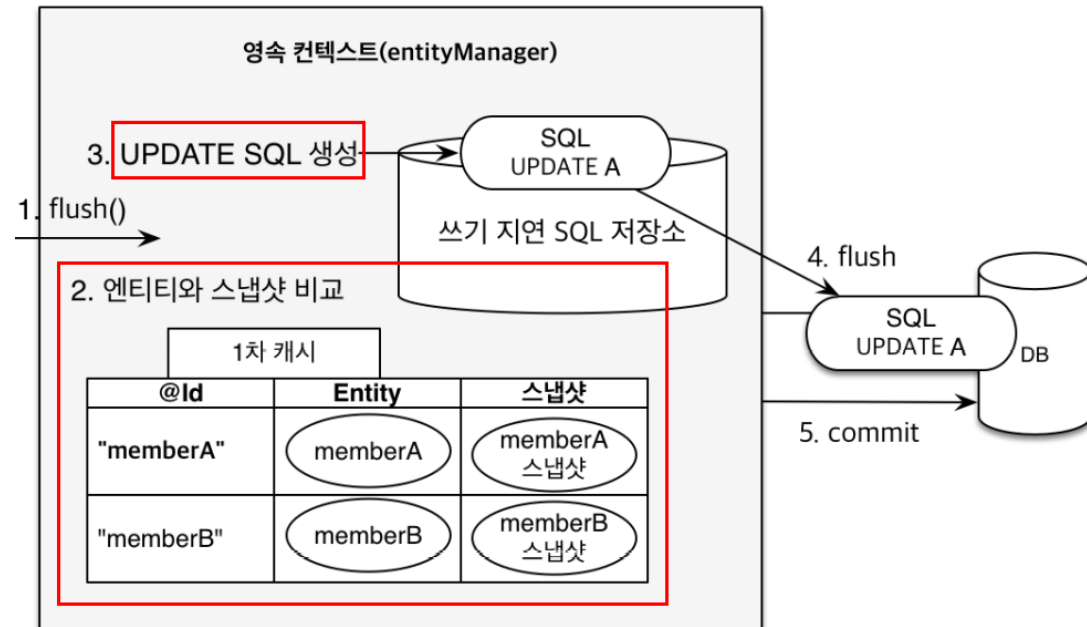 영속 컨텍스트(entityManager)
3. UPDATE SQL 생성
SQL
UPDATE A
1. flush()
쓰기 지연 SQL 저장소
2. 엔티티와 스냅샷 비교
4. flush
SQL
UPDATE A
DB
1차 캐시
@Id Entity 스냅샷
"memberA" memberA memberA
스냅샷
5. commit
"memberB" memberB memberB
스냅샷